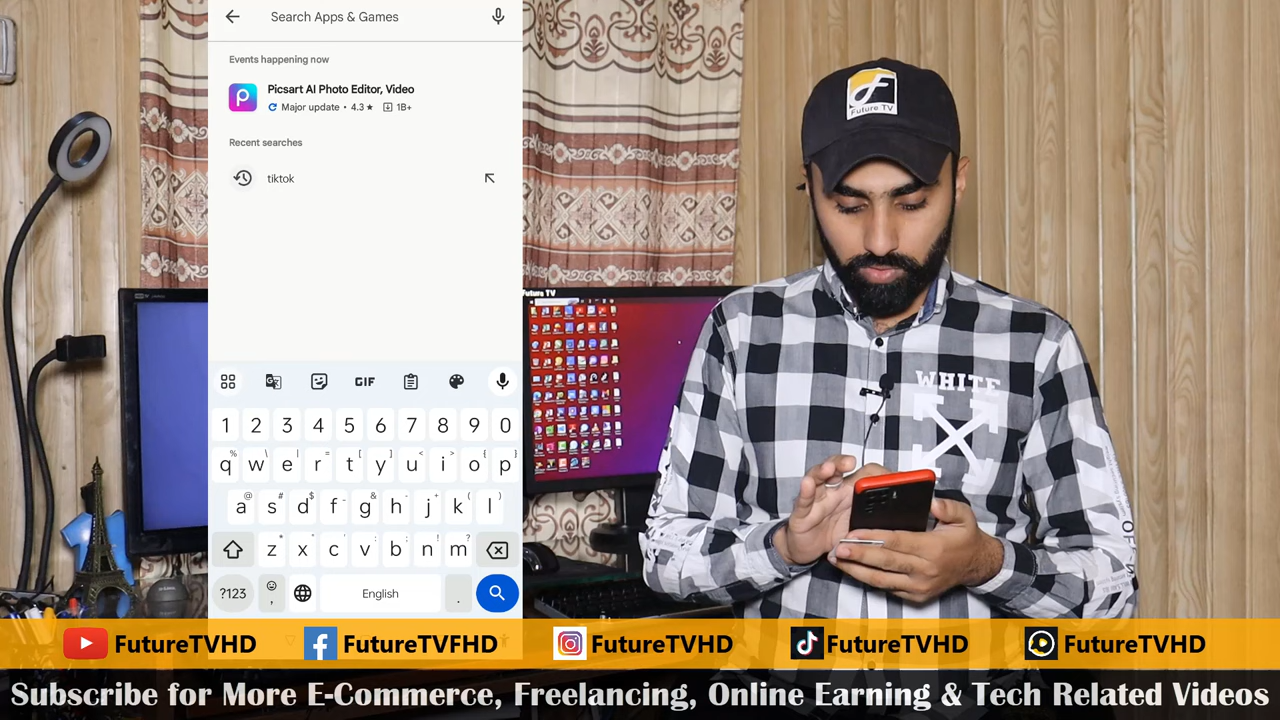 Search Apps & Games
Events happening now
Picsart AI Photo Editor, Video
Major update • 4.3★ 1B+
Recent searches
tiktok
GIF
1 2 3 4 5 6 7 8 9 0
q w e r t y u i o p
a s d f g h j k l
z x c v b n m
?123 , English .
Future TV
Future TV
WHITE
FutureTVHD FutureTVFHD FutureTVHD FutureTVHD FutureTVHD
Subscribe for More E-Commerce, Freelancing, Online Earning & Tech Related Videos